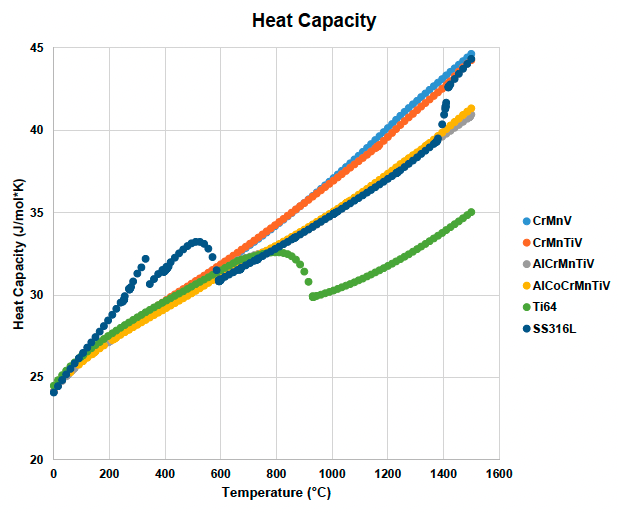 Heat Capacity
Heat Capacity (J/mol*K)
45
40
35
30
25
20
0 200 400 600 800 1000 1200 1400 1600
Temperature (°C)
CrMnV
CrMnTiV
AlCrMnTiV
AlCoCrMnTiV
Ti64
SS316L